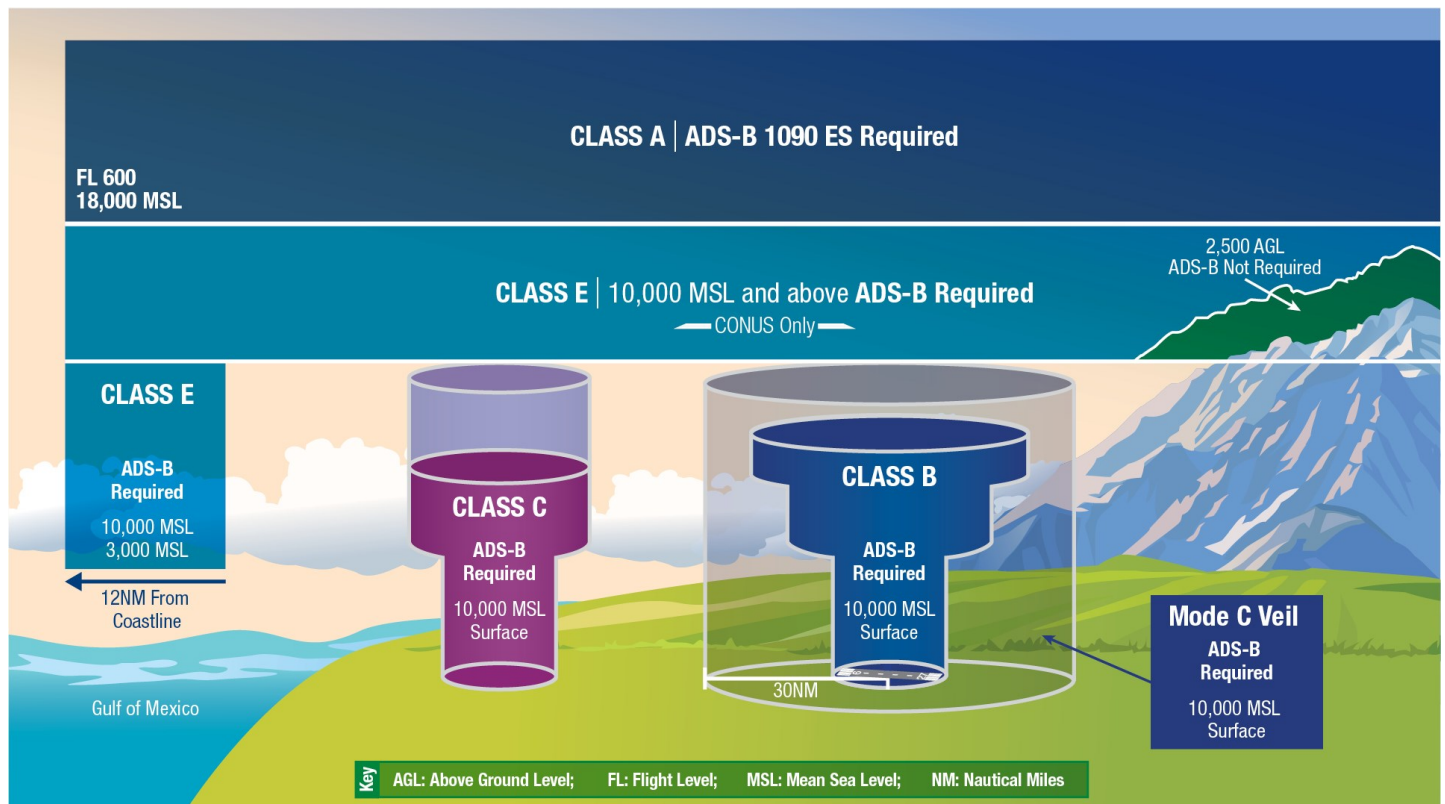 CLASS A | ADS-B 1090 ES Required
FL 600
18,000 MSL
2,500 AGL
ADS-B Not Required
CLASS E | 10,000 MSL and above ADS-B Required
CONUS Only
CLASS E
ADS-B
Required
10,000 MSL
3,000 MSL
12NM From
Coastline
Gulf of Mexico
CLASS C
ADS-B
Required
10,000 MSL
Surface
CLASS B
ADS-B
Required
10,000 MSL
Surface
30NM
Mode C Veil
ADS-B
Required
10,000 MSL
Surface
Key
AGL: Above Ground Level; FL: Flight Level; MSL: Mean Sea Level; NM: Nautical Miles